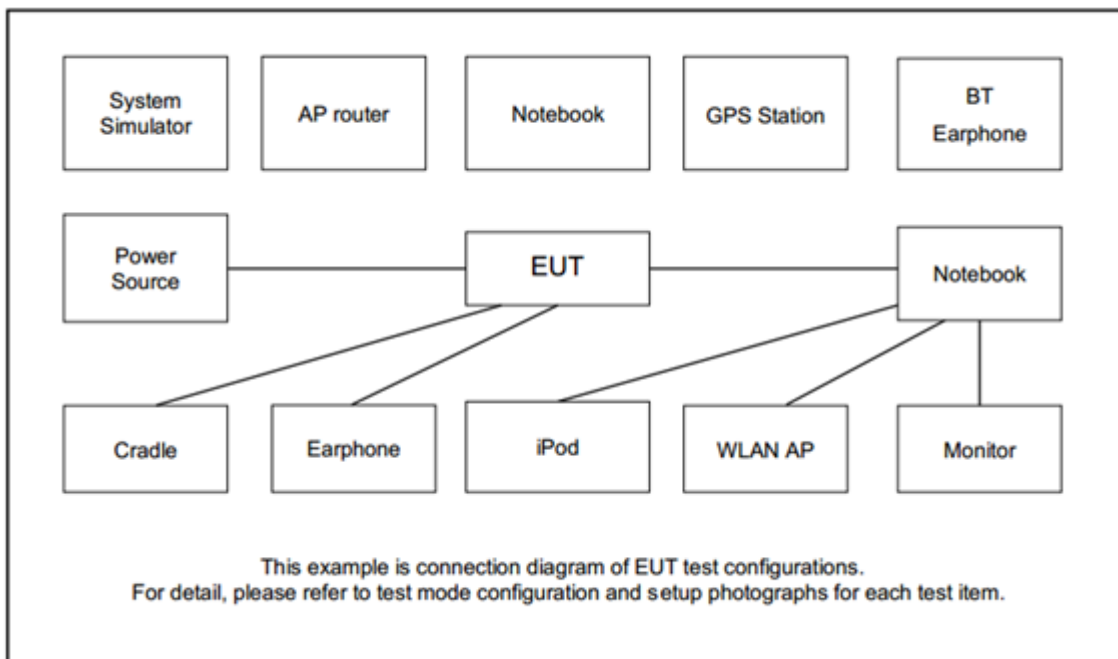 System
Simulator
AP router
Notebook
GPS Station
BT
Earphone
Power
Source
EUT
Notebook
Cradle
Earphone
iPod
WLAN AP
Monitor
This example is connection diagram of EUT test configurations.
For detail, please refer to test mode configuration and setup photographs for each test item.